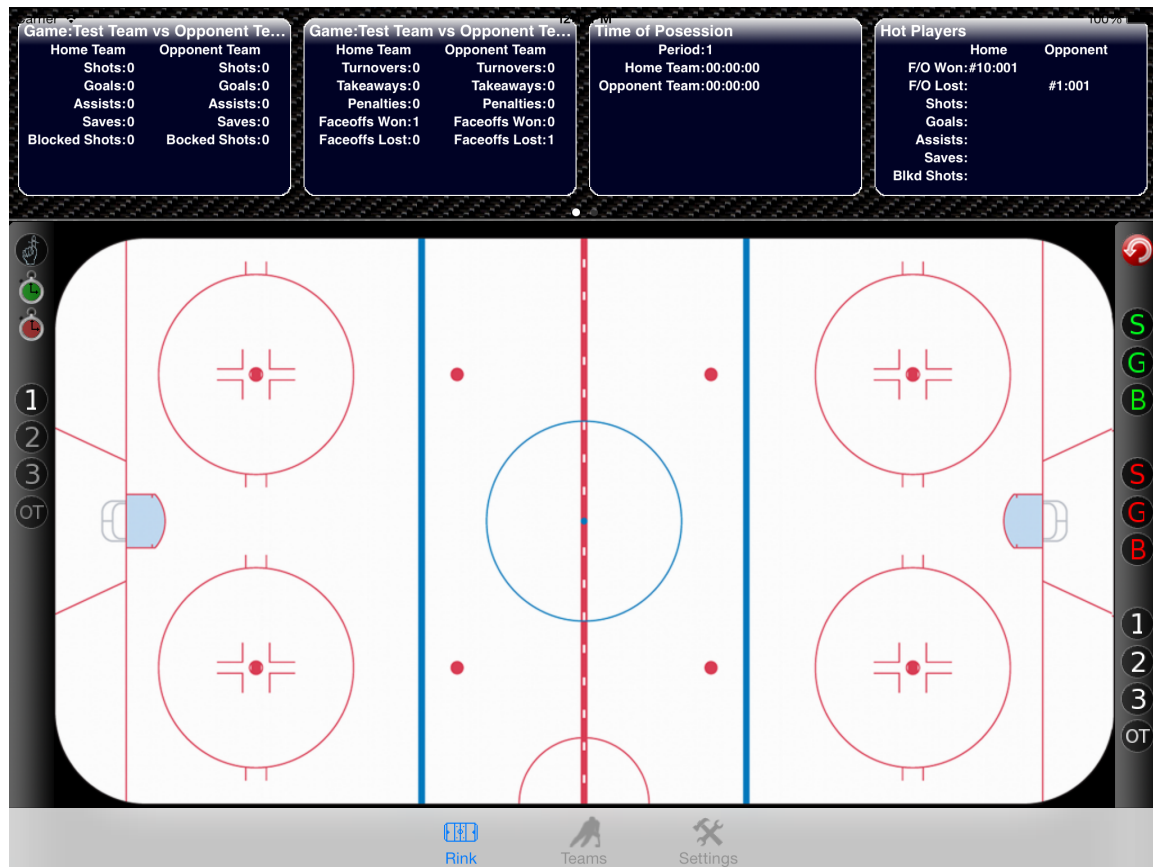 100%
Game:Test Team vs Opponent Te...
Home Team Opponent Team
Shots:0 Shots:0
Goals:0 Goals:0
Assists:0 Assists:0
Saves:0 Saves:0
Blocked Shots:0 Bocked Shots:0
Game:Test Team vs Opponent Te...
Home Team Opponent Team
Turnovers:0 Turnovers:0
Takeaways:0 Takeaways:0
Penalties:0 Penalties:0
Faceoffs Won:1 Faceoffs Won:0
Faceoffs Lost:0 Faceoffs Lost:1
Time of Posession
Period:1
Home Team:00:00:00
Opponent Team:00:00:00
Hot Players
Home Opponent
F/O Won:#10:001
F/O Lost: #1:001
Shots:
Goals:
Assists:
Saves:
Blkd Shots:
1
2
3
OT
S
G
B
S
G
B
1
2
3
OT
Rink Teams Settings